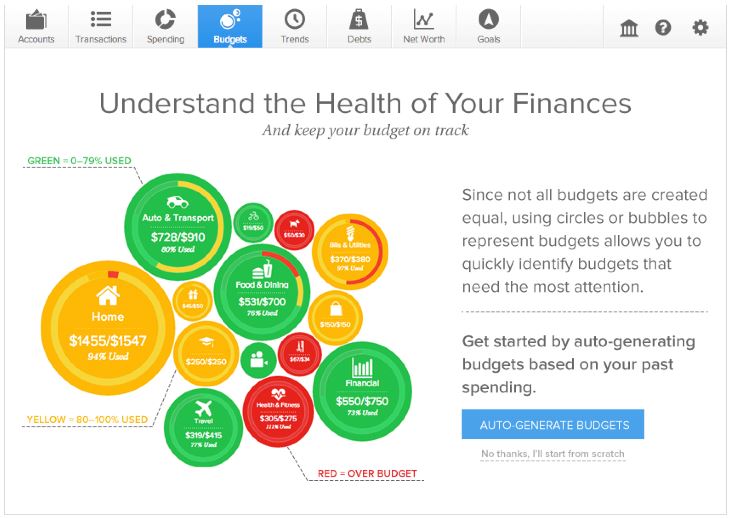 Accounts
Transactions
Spending
Budgets
Trends
Debts
Net Worth
Goals
Understand the Health of Your Finances
And keep your budget on track
GREEN = 0–79% USED
Auto & Transport
$728/$910
80% Used
$19/$50
$50/$30
Bills & Utilities
$370/$380
97% Used
Food & Dining
$531/$700
76% Used
Home
$1455/$1547
94% Used
$45/$50
$150/$150
$250/$250
$67/$34
Financial
$550/$750
73% Used
Health & Fitness
$305/$275
111% Used
Travel
$319/$415
77% Used
YELLOW = 80–100% USED
RED = OVER BUDGET
Since not all budgets are created
equal, using circles or bubbles to
represent budgets allows you to
quickly identify budgets that
need the most attention.
Get started by auto-generating
budgets based on your past
spending.
AUTO-GENERATE BUDGETS
No thanks, I'll start from scratch